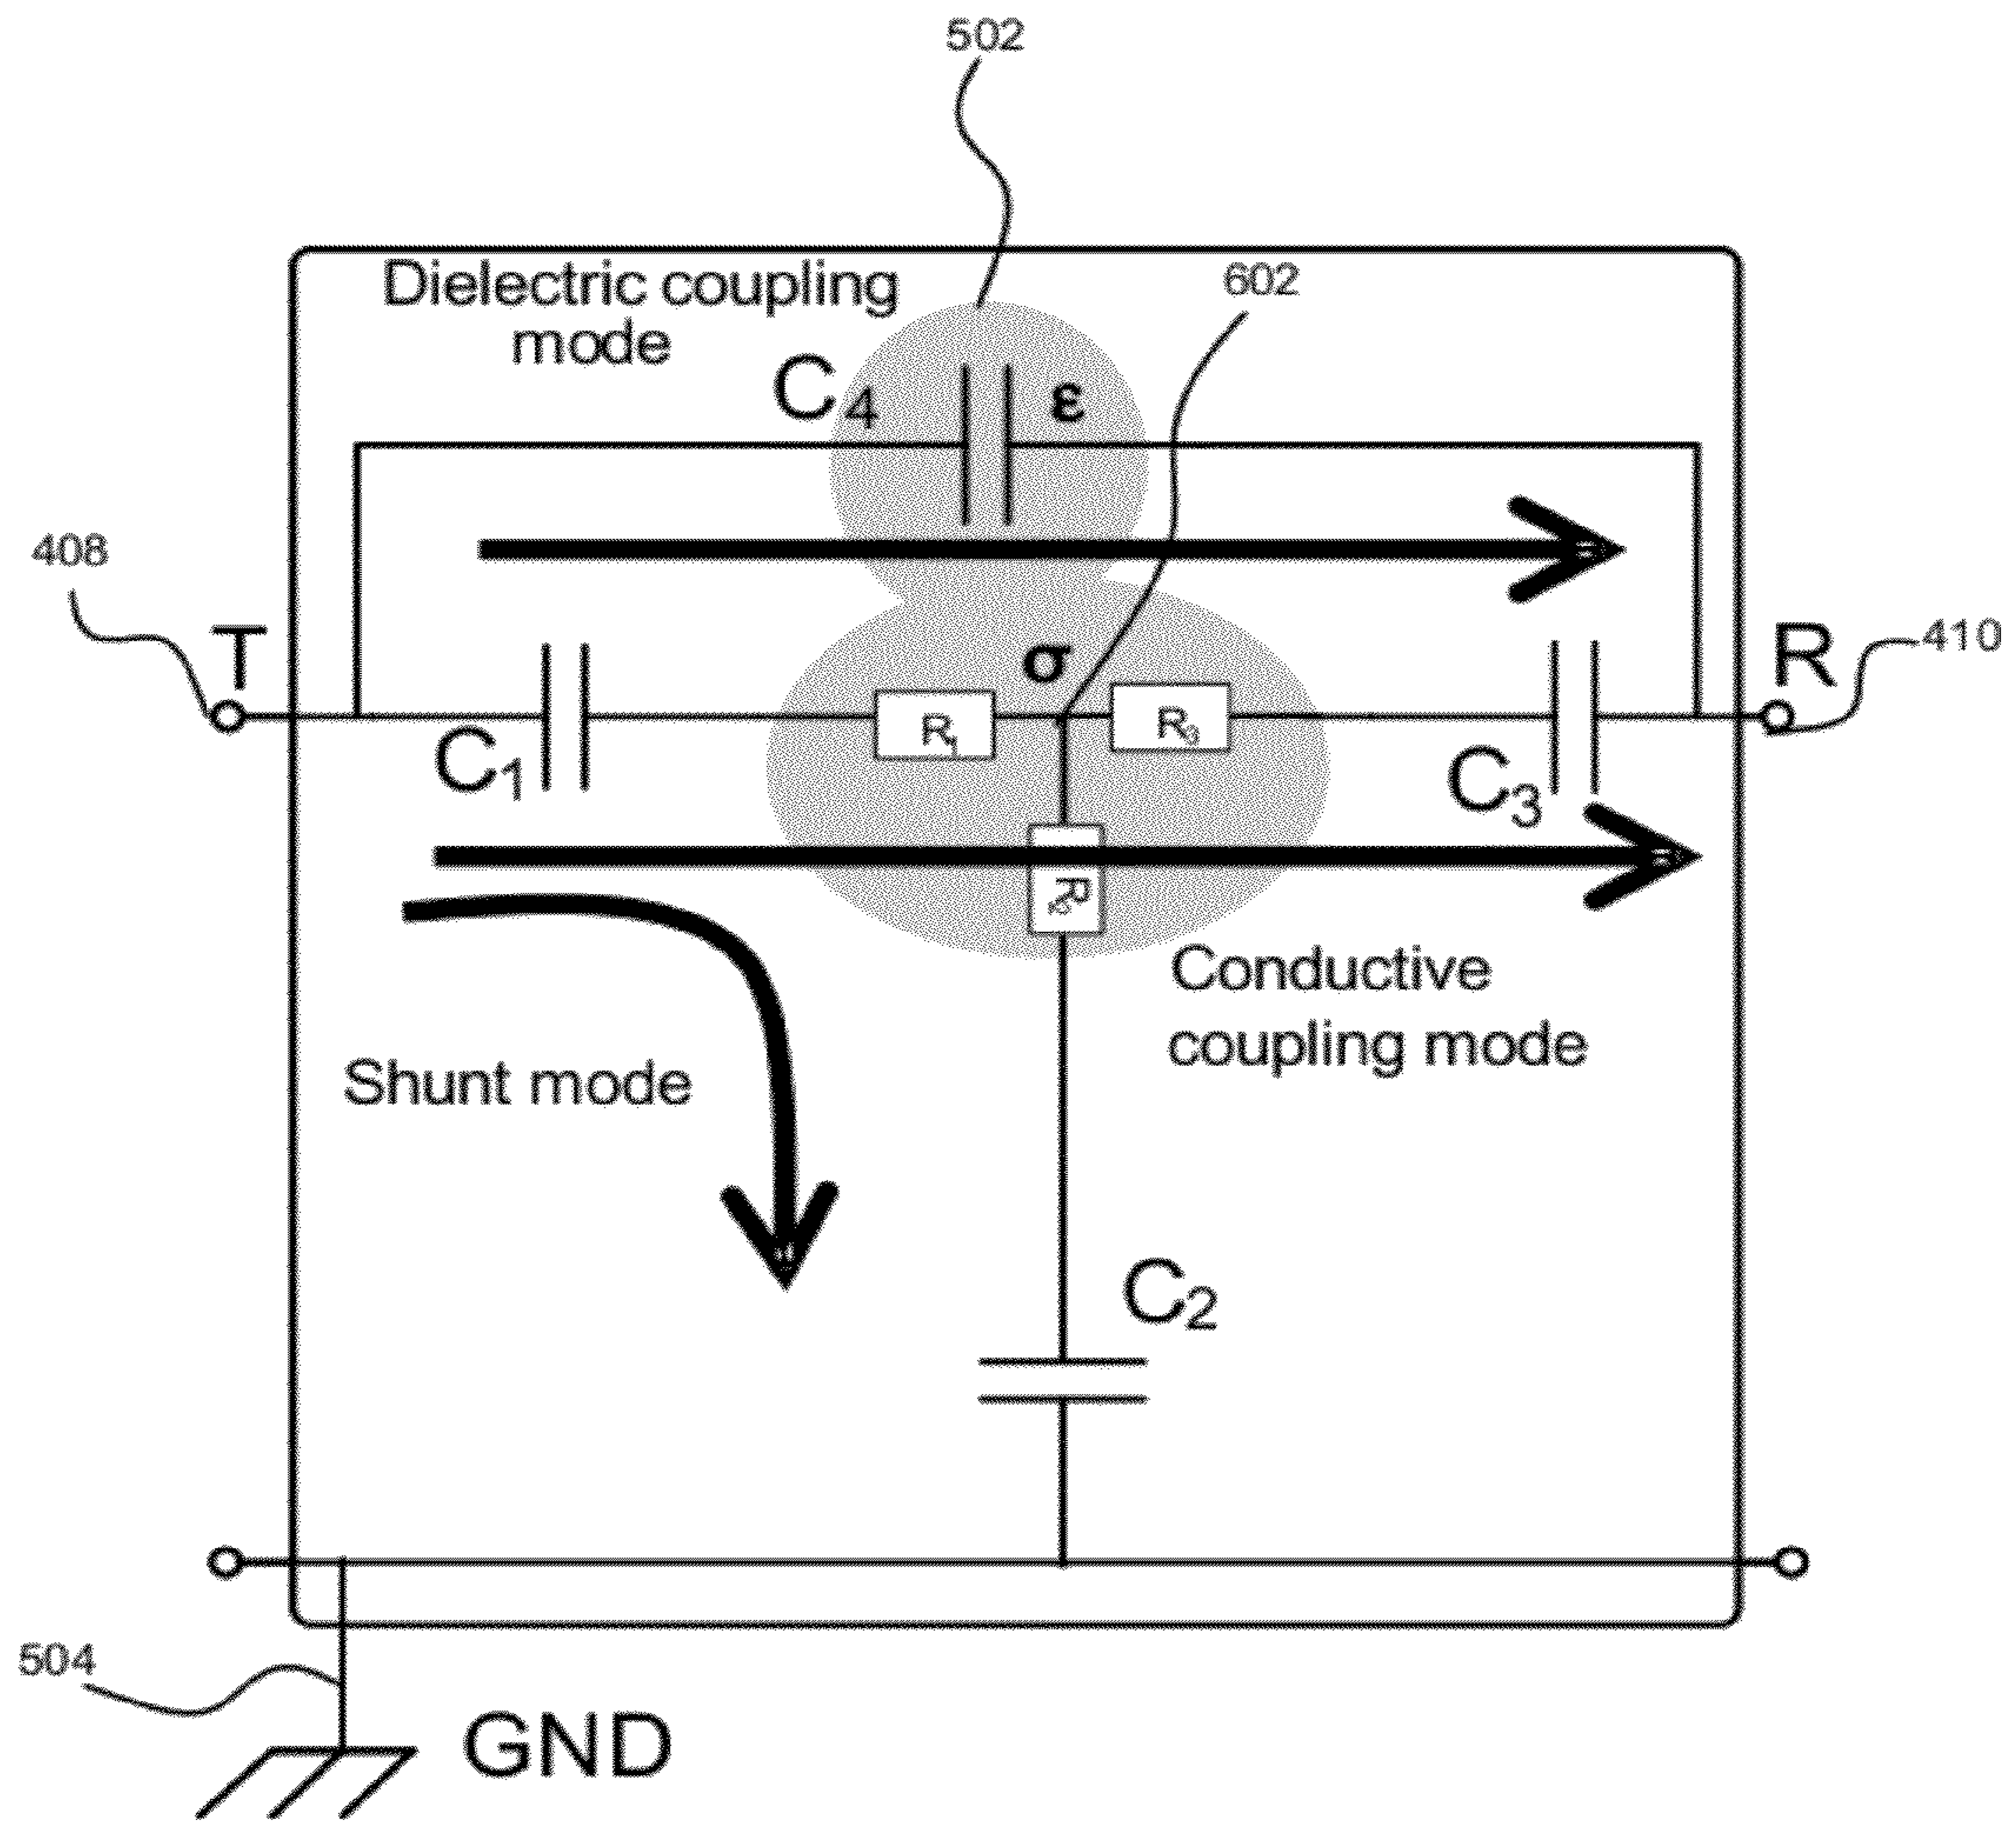 502
Dielectric coupling
mode
602
C4
ε
408
T
σ
R
410
R1
R3
C1
C3
R2
Conductive
coupling mode
Shunt mode
C2
504
GND